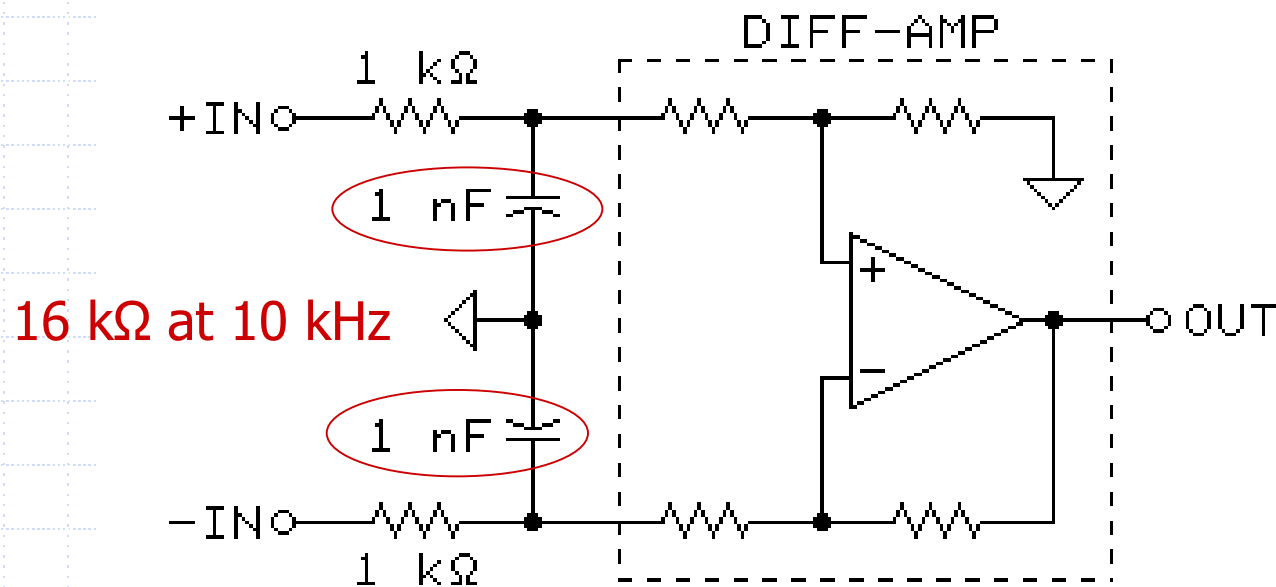 DIFF-AMP
1 kΩ
+IN
1 nF
+
16 kΩ at 10 kHz
OUT
−
1 nF
−IN
1 kΩ